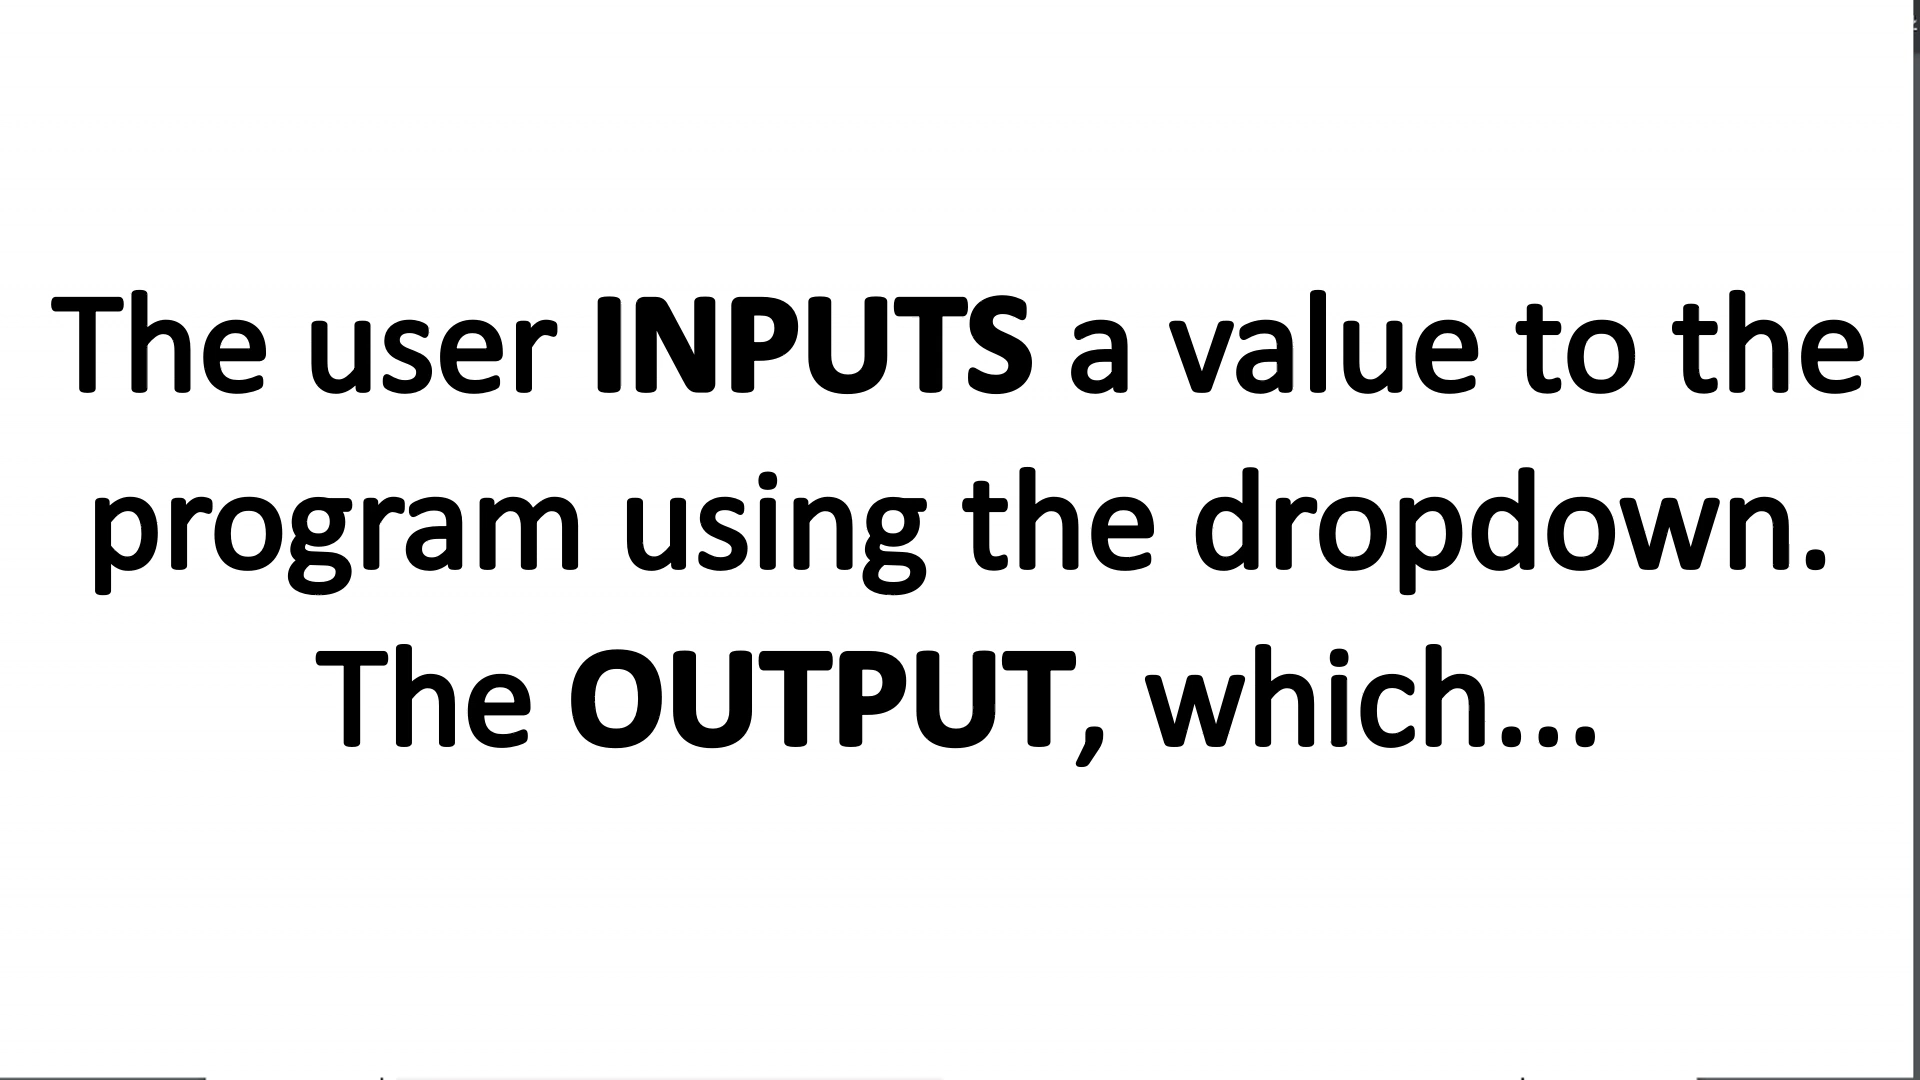 The user INPUTS a value to the
program using the dropdown.
The OUTPUT, which...